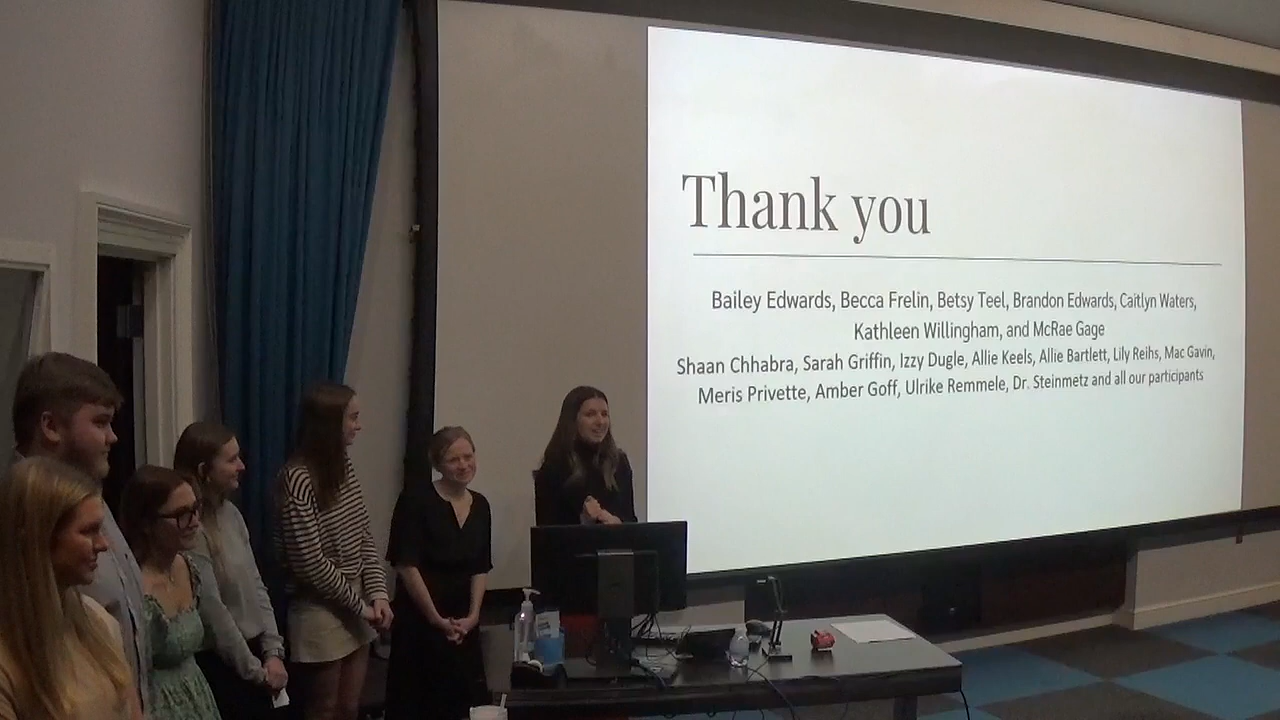 Thank you
Bailey Edwards, Becca Frelin, Betsy Teel, Brandon Edwards, Caitlyn Waters,
Kathleen Willingham, and McRae Gage
Shaan Chhabra, Sarah Griffin, Izzy Dugle, Allie Keels, Allie Bartlett, Lily Reihs, Mac Gavin,
Meris Privette, Amber Goff, Ulrike Remmele, Dr. Steinmetz and all our participants